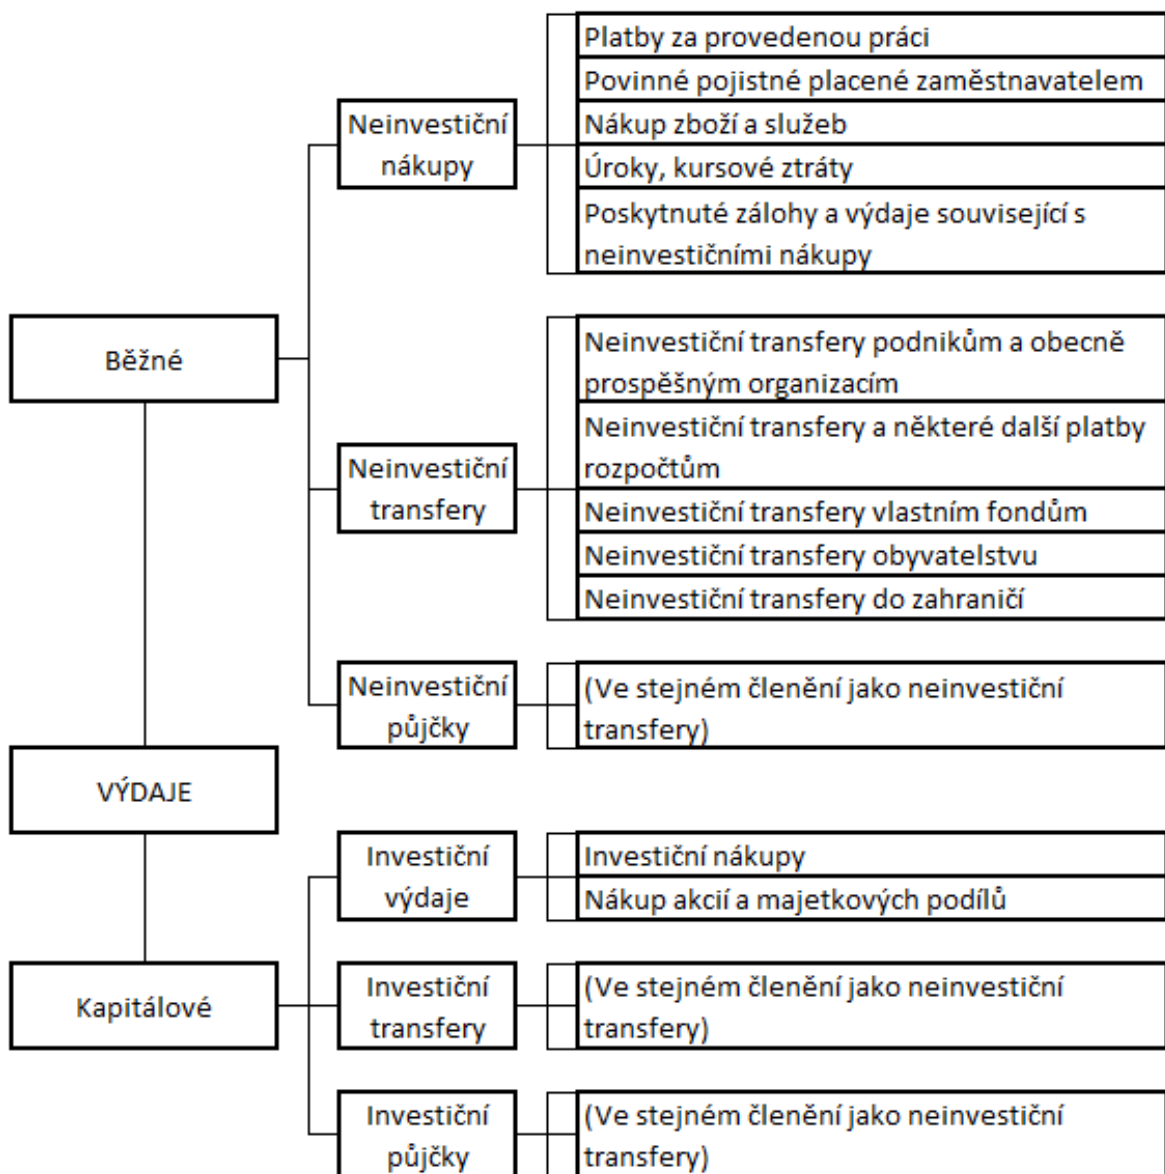 Platby za provedenou práci
Povinné pojistné placené zaměstnavatelem
Neinvestiční
nákupy
Nákup zboží a služeb
Úroky, kursové ztráty
Poskytnuté zálohy a výdaje související s
neinvestičními nákupy
Běžné
Neinvestiční transfery podnikům a obecně
prospěšným organizacím
Neinvestiční transfery a některé další platby
rozpočtům
Neinvestiční
transfery
Neinvestiční transfery vlastním fondům
Neinvestiční transfery obyvatelstvu
Neinvestiční transfery do zahraničí
Neinvestiční
půjčky
(Ve stejném členění jako neinvestiční
transfery)
VÝDAJE
Investiční
výdaje
Investiční nákupy
Nákup akcií a majetkových podílů
Kapitálové
Investiční
transfery
(Ve stejném členění jako neinvestiční
transfery)
Investiční
půjčky
(Ve stejném členění jako neinvestiční
transfery)